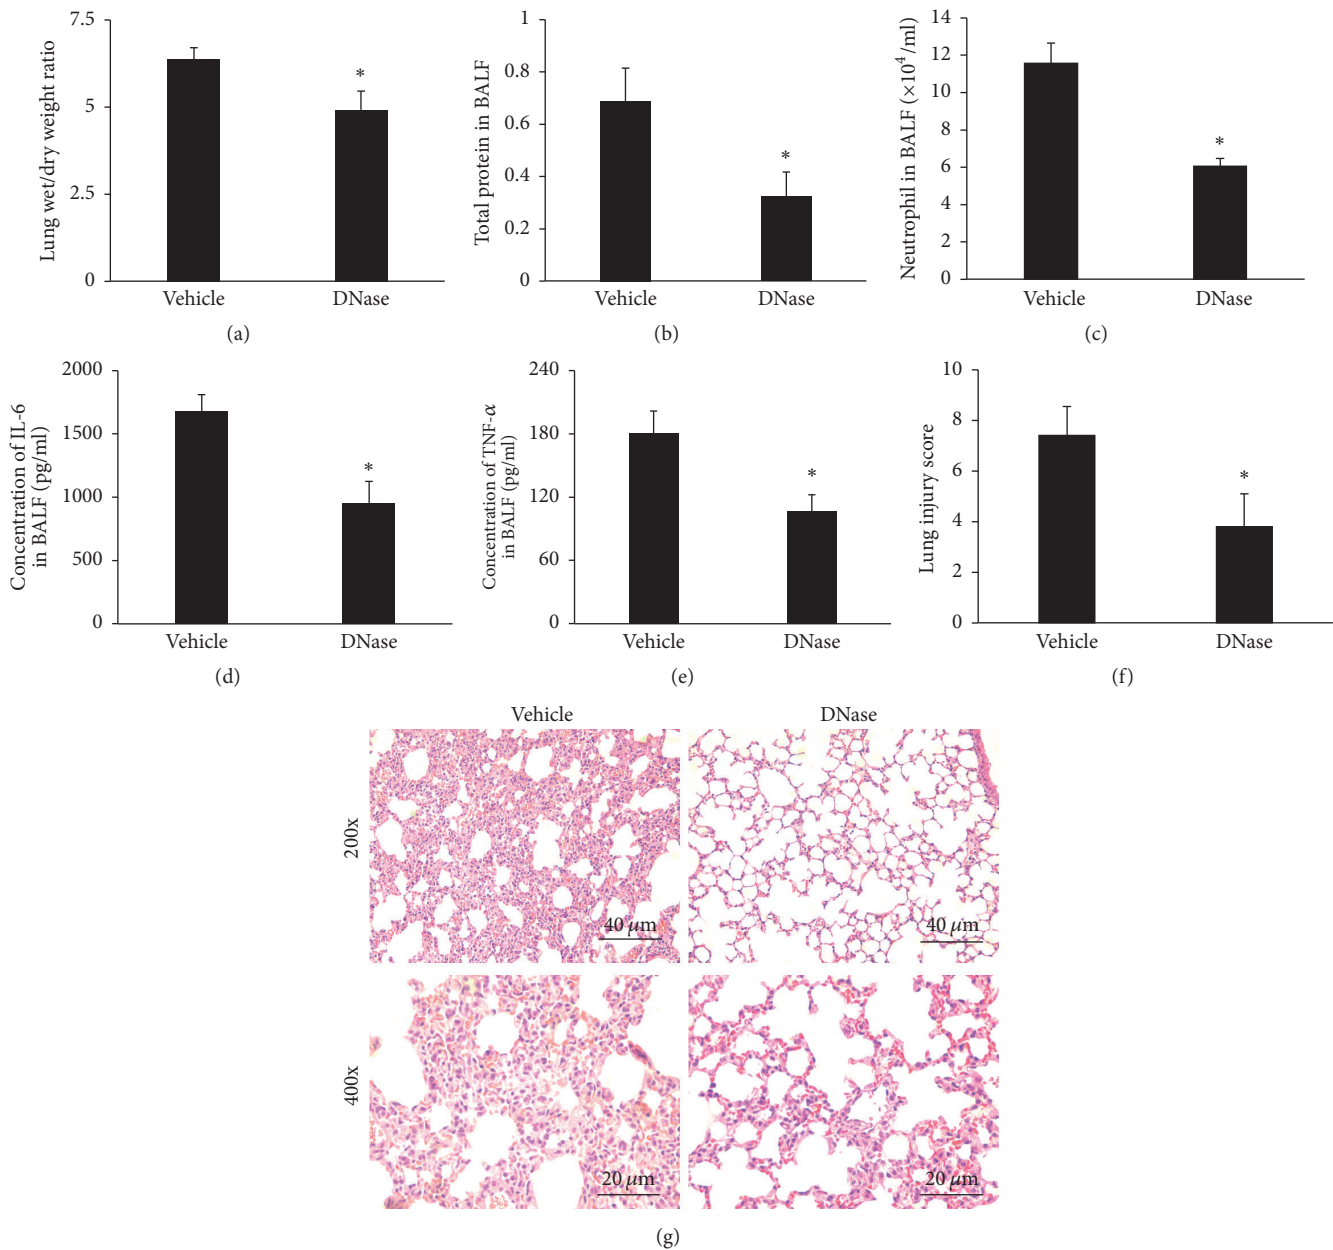 7.5
5
2.5
0
Lung wet/dry weight ratio
*
Vehicle
DNase
(a)
1
0.8
0.6
0.4
0.2
0
Total protein in BALF
*
Vehicle
DNase
(b)
14
12
10
8
6
4
2
0
Neutrophil in BALF (×10⁴/ml)
*
Vehicle
DNase
(c)
2000
1500
1000
500
0
Concentration of IL-6
in BALF (pg/ml)
*
Vehicle
DNase
(d)
240
180
120
60
0
Concentration of TNF-α
in BALF (pg/ml)
*
Vehicle
DNase
(e)
10
8
6
4
2
0
Lung injury score
*
Vehicle
DNase
(f)
Vehicle
DNase
200x
40 μm
40 μm
400x
20 μm
20 μm
(g)